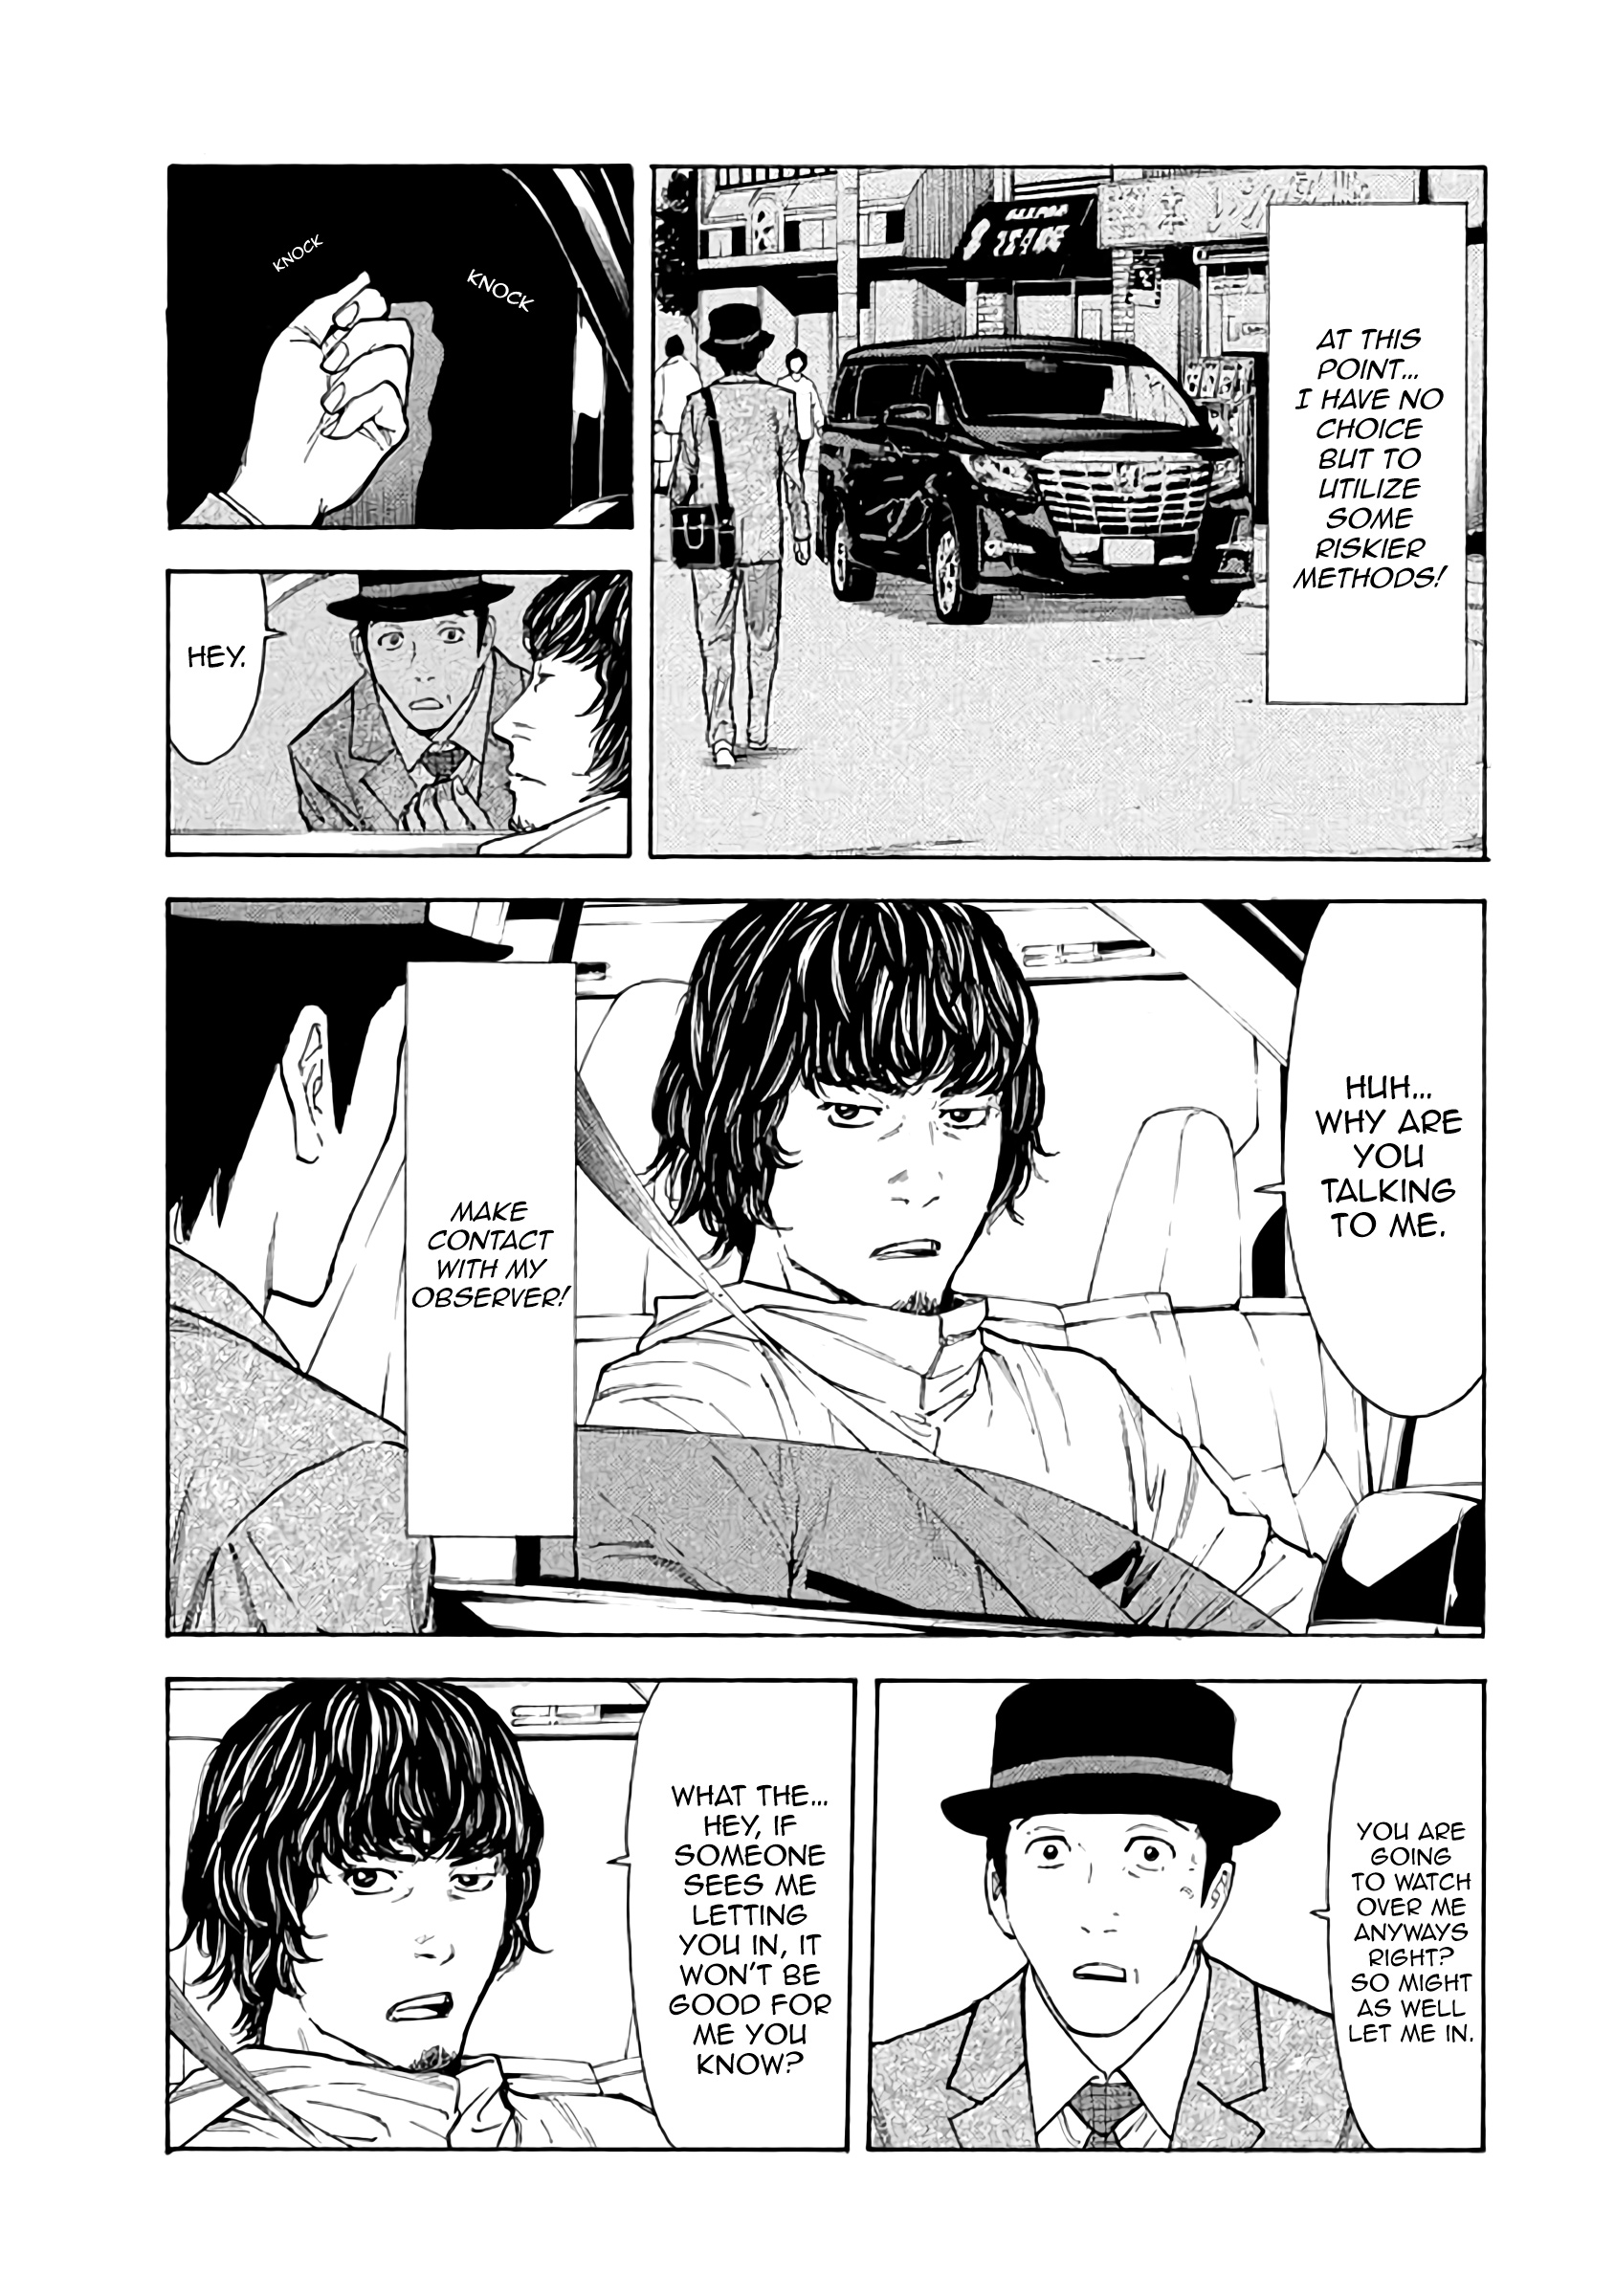 AT THIS
POINT...
I HAVE NO
CHOICE
BUT TO
UTILIZE
SOME
RISKIER
METHODS!
KNOCK
KNOCK
HEY.
HUH...
WHY ARE
YOU
TALKING
TO ME.
MAKE
CONTACT
WITH MY
OBSERVER!
YOU ARE
GOING
TO WATCH
OVER ME
ANYWAYS
RIGHT?
SO MIGHT
AS WELL
LET ME IN.
WHAT THE...
HEY, IF
SOMEONE
SEES ME
LETTING
YOU IN, IT
WON'T BE
GOOD FOR
ME YOU
KNOW?